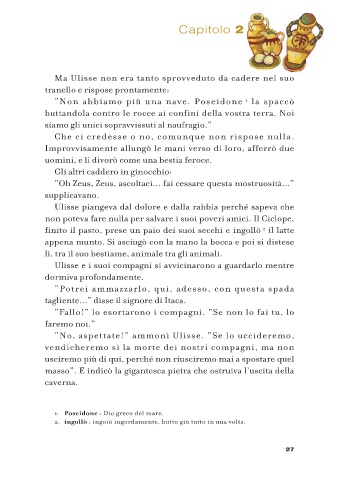 Capitolo 2
Ma Ulisse non era tanto sprovveduto da cadere nel suo
tranello e rispose prontamente:
"Non abbiamo più una nave. Poseidone 1 la spaccò
buttandola contro le rocce ai confini della vostra terra. Noi
siamo gli unici sopravvissuti al naufragio."
Che ci credesse o no, comunque non rispose nulla.
Improvvisamente allungò le mani verso di loro, afferrò due
uomini, e li divorò come una bestia feroce.
Gli altri caddero in ginocchio:
"Oh Zeus, Zeus, ascoltaci... fai cessare questa mostruosità..."
supplicavano.
Ulisse piangeva dal dolore e dalla rabbia perché sapeva che
non poteva fare nulla per salvare i suoi poveri amici. Il Ciclope,
finito il pasto, prese un paio dei suoi secchi e ingollò 2 il latte
appena munto. Si asciugò con la mano la bocca e poi si distese
lì, tra il suo bestiame, animale tra gli animali.
Ulisse e i suoi compagni si avvicinarono a guardarlo mentre
dormiva profondamente.
"Potrei ammazzarlo, qui, adesso, con questa spada
tagliente..." disse il signore di Itaca.
"Fallo!" lo esortarono i compagni. "Se non lo fai tu, lo
faremo noi."
"No, aspettate!" ammonì Ulisse. "Se lo uccideremo,
vendicheremo sì la morte dei nostri compagni, ma non
usciremo più di qui, perché non riusciremo mai a spostare quel
masso". E indicò la gigantesca pietra che ostruiva l'uscita della
caverna.
1. Poseidone : Dio greco del mare.
2. ingollò : ingoiò ingordamente, buttò giù tutto in una volta.
27